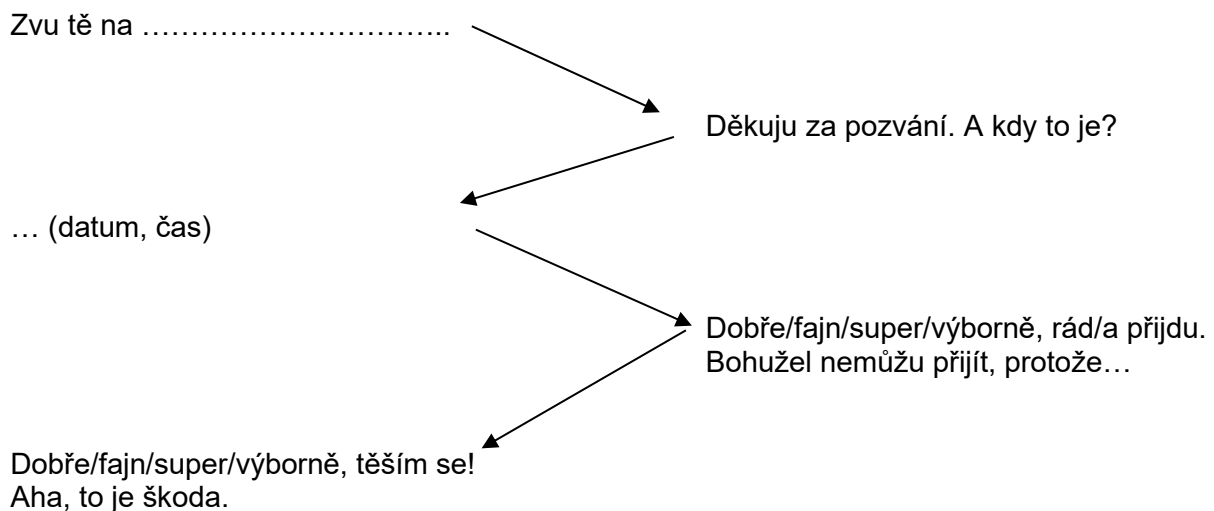 Zvu tě na …………………………..
Děkuju za pozvání. A kdy to je?
… (datum, čas)
Dobře/fajn/super/výborně, rád/a přijdu.
Bohužel nemůžu přijít, protože…
Dobře/fajn/super/výborně, těším se!
Aha, to je škoda.